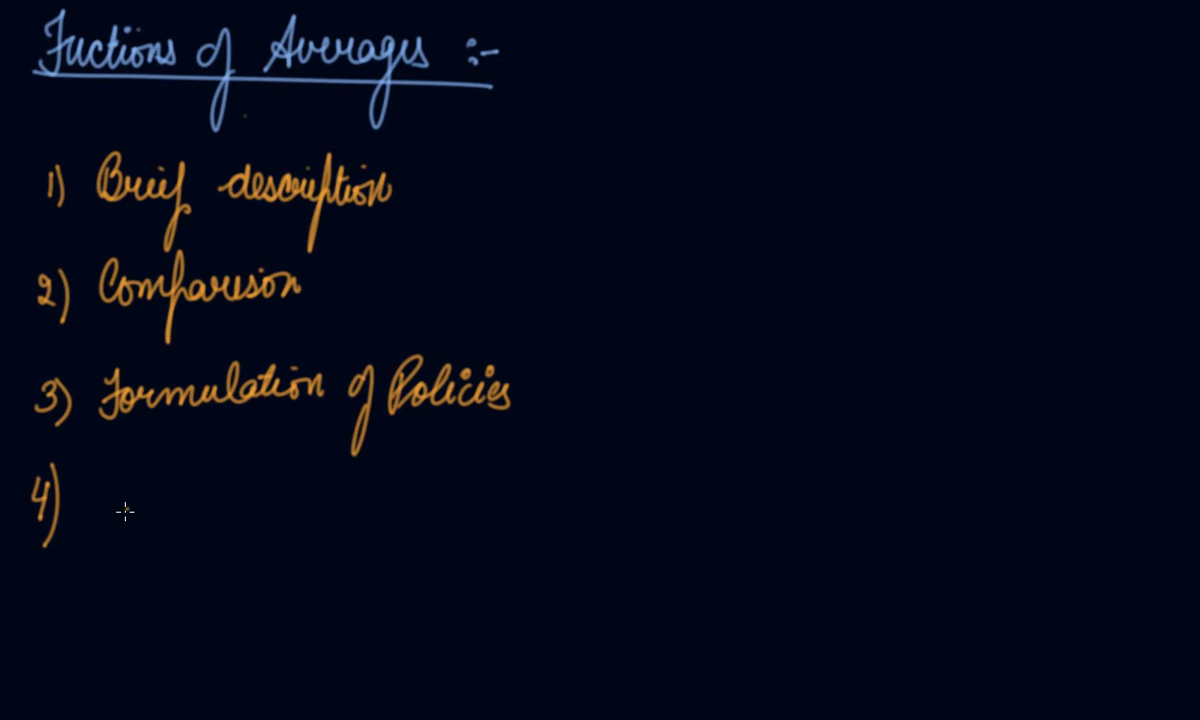 Fuctions of Averages :-
1) Brief description
2) Comparison
3) Formulation of Policies
4)